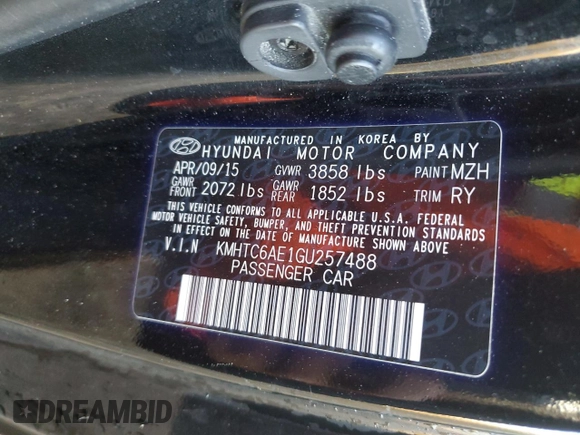 MANUFACTURED IN KOREA BY
HYUNDAI MOTOR COMPANY
APR/09/15 GVWR 3858 lbs PAINT MZH
GAWR FRONT 2072 lbs GAWR REAR 1852 lbs TRIM RY
THIS VEHICLE CONFORMS TO ALL APPLICABLE U.S.A. FEDERAL
MOTOR VEHICLE SAFETY, BUMPER, AND THEFT PREVENTION STANDARDS
IN EFFECT ON THE DATE OF MANUFACTURE SHOWN ABOVE.
V.I.N KMHTC6AE1GU257488
PASSENGER CAR
DREAMBID